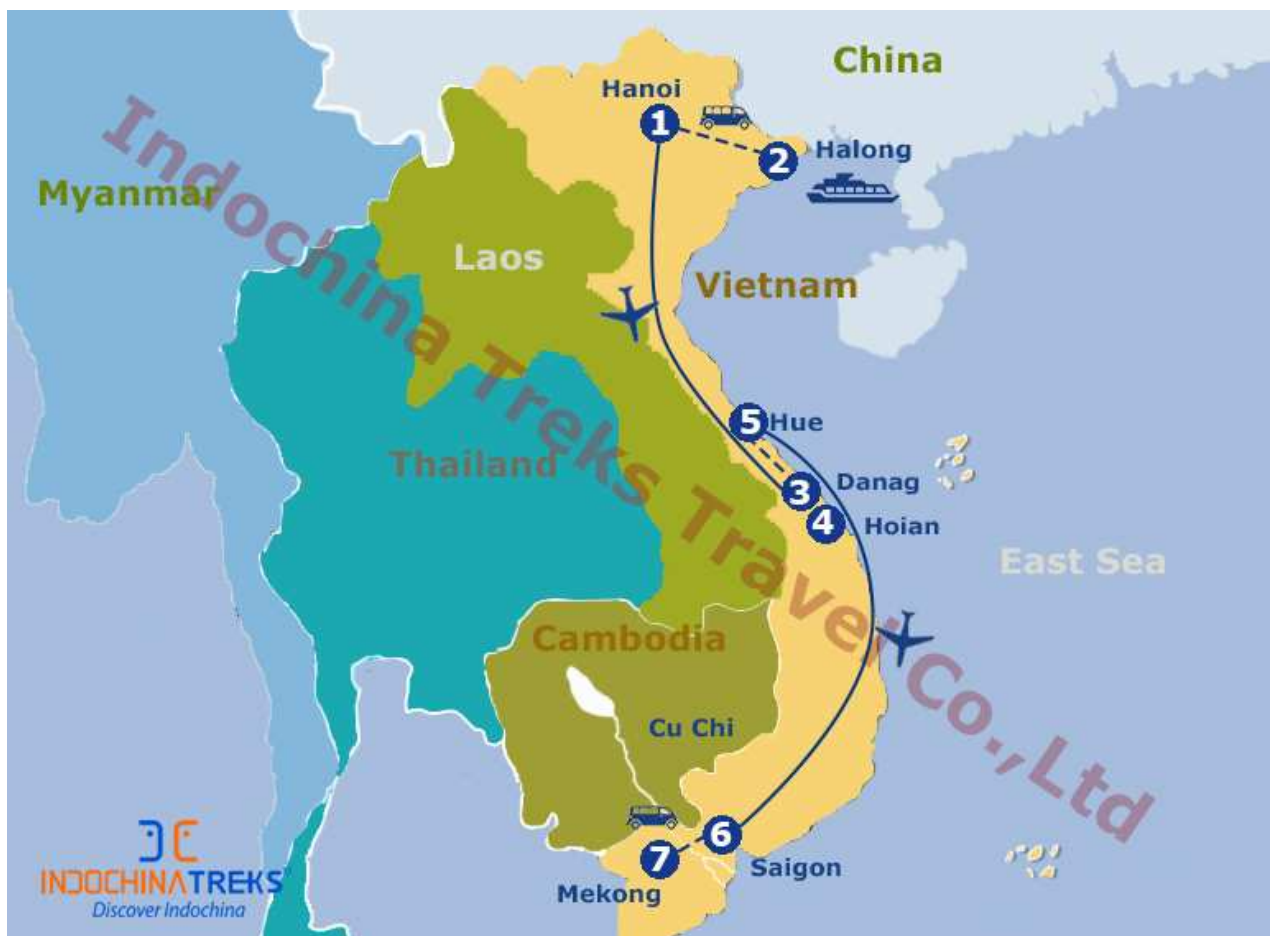 China
Hanoi
1
2
Halong
Myanmar
Laos
Vietnam
5
Hue
Thailand
3
Danag
4
Hoian
East Sea
Cambodia
Cu Chi
6
7
Saigon
Mekong
Indochina Treks Travel Co.,Ltd
INDOCHINATREKS
Discover Indochina